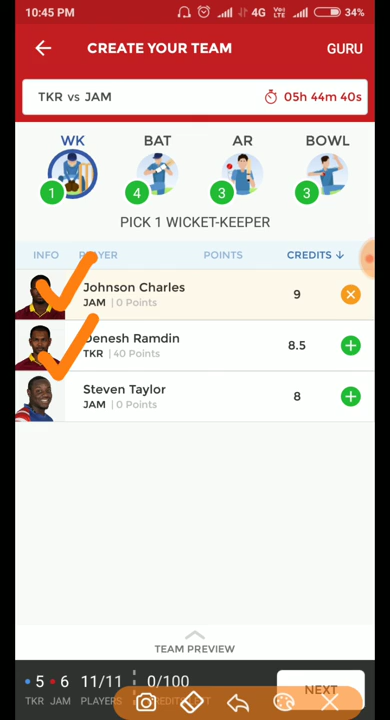 10:45 PM 4G Vo) LTE 34%
CREATE YOUR TEAM GURU
TKR vs JAM 05h 44m 40s
WK BAT AR BOWL
1 4 3 3
PICK 1 WICKET-KEEPER
INFO PLAYER POINTS CREDITS ↓
Johnson Charles
JAM | 0 Points 9
Denesh Ramdin
TKR | 40 Points 8.5
Steven Taylor
JAM | 0 Points 8
TEAM PREVIEW
5 6 11/11 0/100 NEXT
TKR JAM PLAYERS CREDITS LEFT